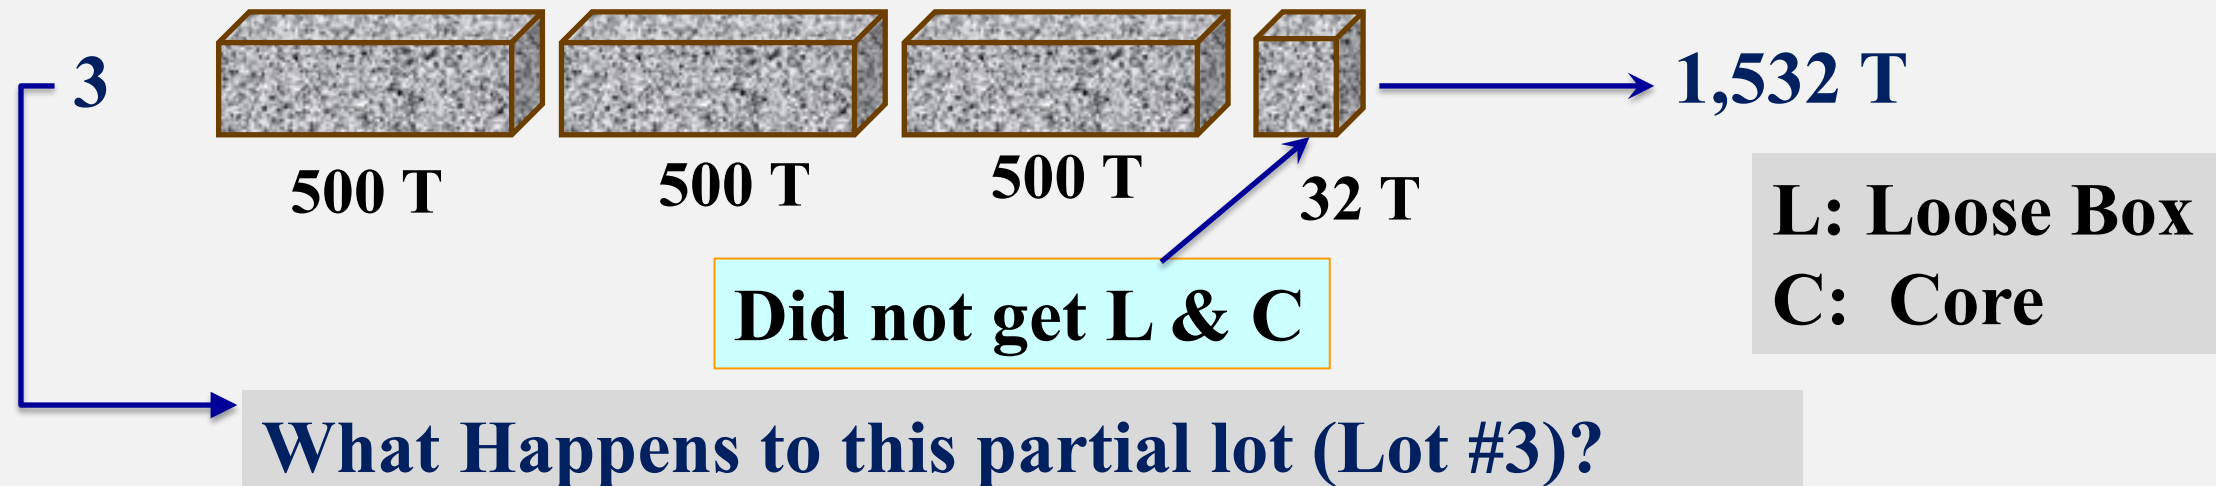 3
1,532 T
500 T
500 T
500 T
32 T
L: Loose Box
C: Core
Did not get L & C
What Happens to this partial lot (Lot #3)?